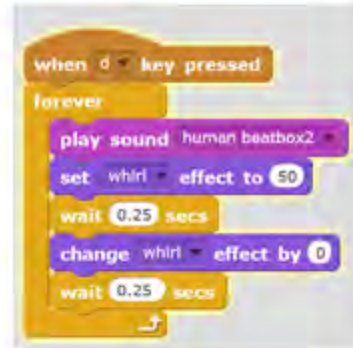 when d key pressed
forever
play sound human beatbox2
set whirl effect to 50
wait 0.25 secs
change whirl effect by 0
wait 0.25 secs